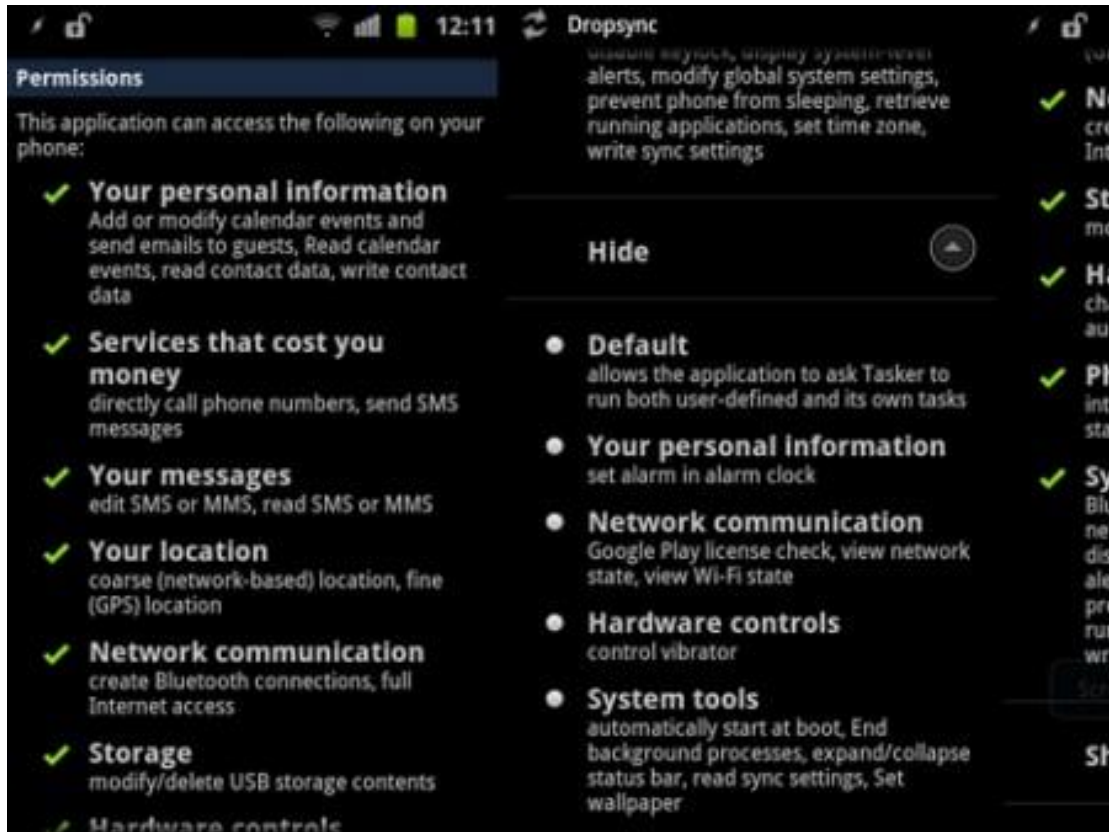 12:11
Permissions
This application can access the following on your
phone:
Your personal information
Add or modify calendar events and
send emails to guests, Read calendar
events, read contact data, write contact
data
Services that cost you
money
directly call phone numbers, send SMS
messages
Your messages
edit SMS or MMS, read SMS or MMS
Your location
coarse (network-based) location, fine
(GPS) location
Network communication
create Bluetooth connections, full
Internet access
Storage
modify/delete USB storage contents
Hardware controls
Dropsync
disable keylock, display system-level
alerts, modify global system settings,
prevent phone from sleeping, retrieve
running applications, set time zone,
write sync settings
Hide
Default
allows the application to ask Tasker to
run both user-defined and its own tasks
Your personal information
set alarm in alarm clock
Network communication
Google Play license check, view network
state, view Wi-Fi state
Hardware controls
control vibrator
System tools
automatically start at boot, End
background processes, expand/collapse
status bar, read sync settings, Set
wallpaper